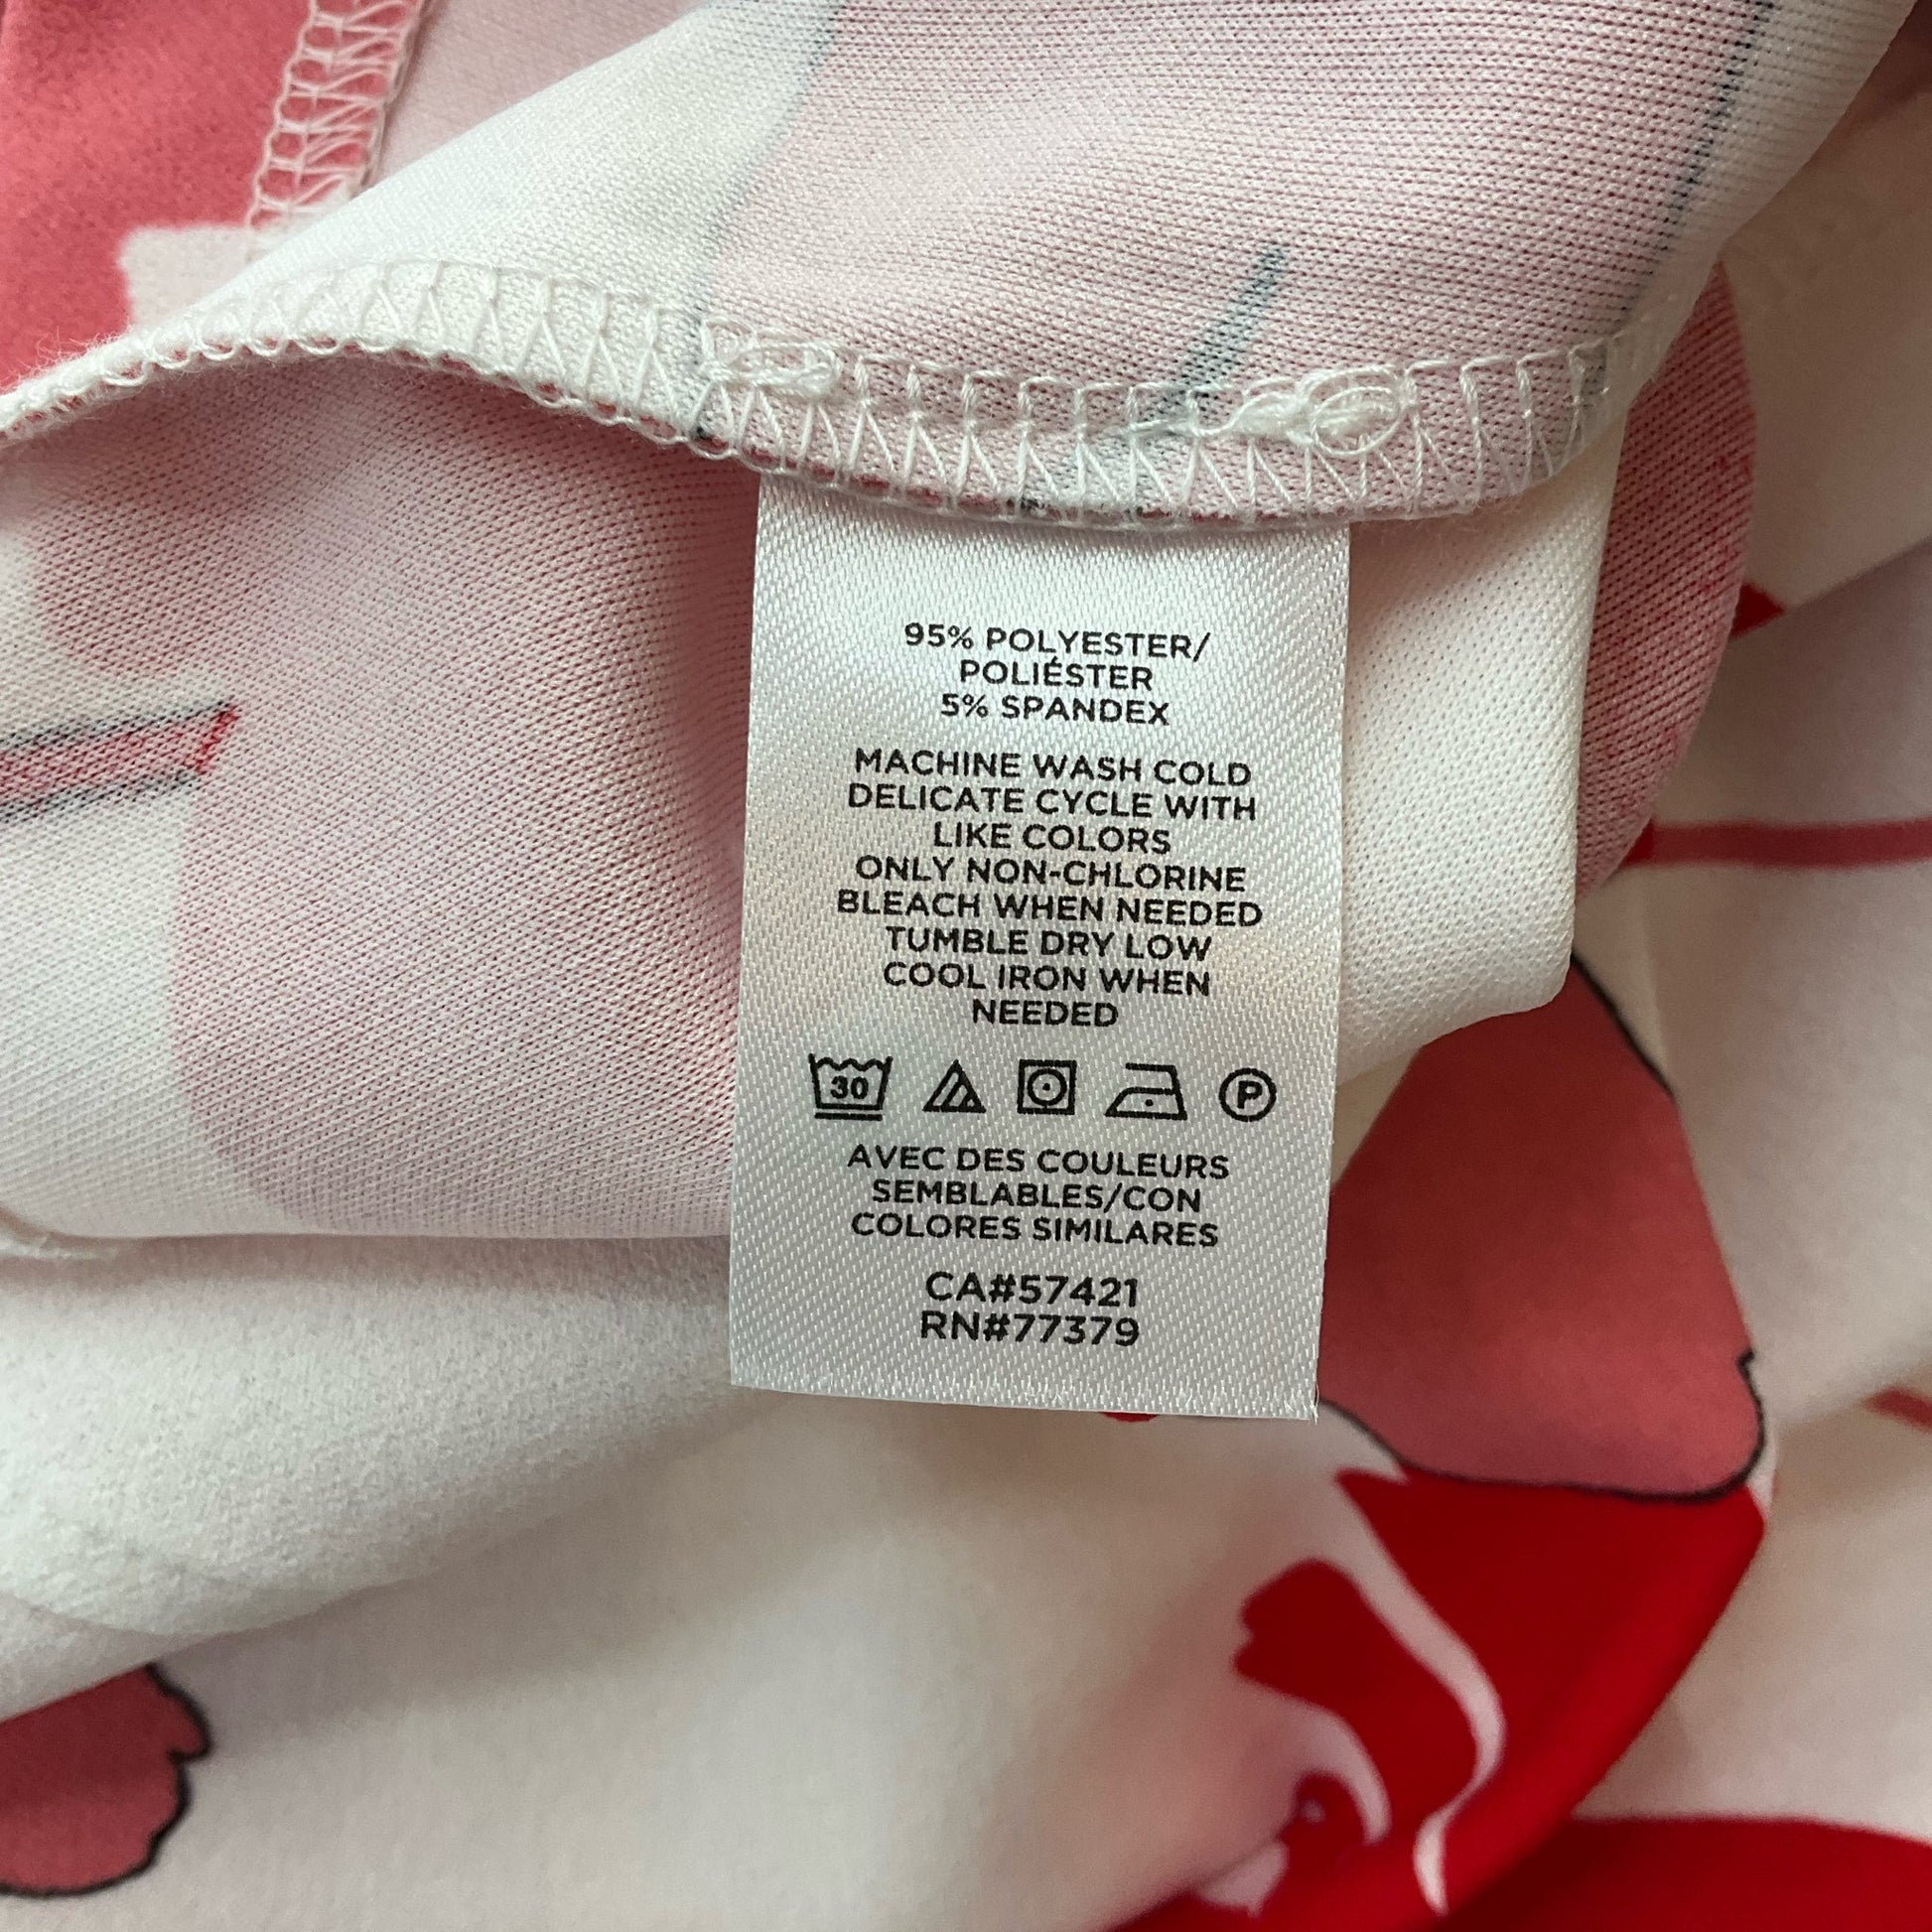 95% POLYESTER/
POLIÉSTER
5% SPANDEX
MACHINE WASH COLD
DELICATE CYCLE WITH
LIKE COLORS
ONLY NON-CHLORINE
BLEACH WHEN NEEDED
TUMBLE DRY LOW
COOL IRON WHEN
NEEDED
30 P
AVEC DES COULEURS
SEMBLABLES/CON
COLORES SIMILARES
CA#57421
RN#77379